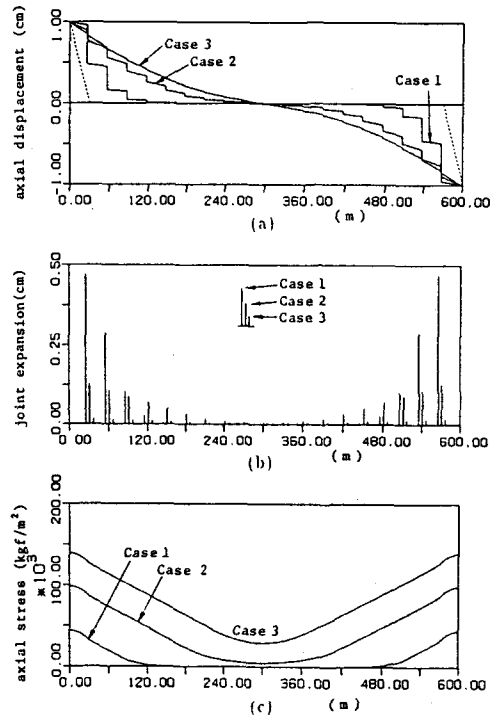 axial displacement (cm)
1.00
0.00
-1.00
Case 3
Case 2
Case 1
0.00 120.00 240.00 360.00 480.00 600.00
(m)
(a)
joint expansion(cm)
0.50
0.25
0.00
Case 1
Case 2
Case 3
0 00 120.00 240.00 360.00 480.00 600.00
(m)
(b)
axial stress (kgf/m²)
*10³
200.00
100.00
0.00
Case 1
Case 2
Case 3
0.00 120.00 240.00 360.00 480.00 600.00
(m)
(c)